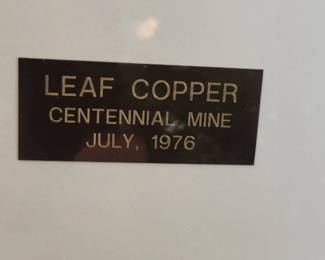 LEAF COPPER
CENTENNIAL MINE
JULY, 1976